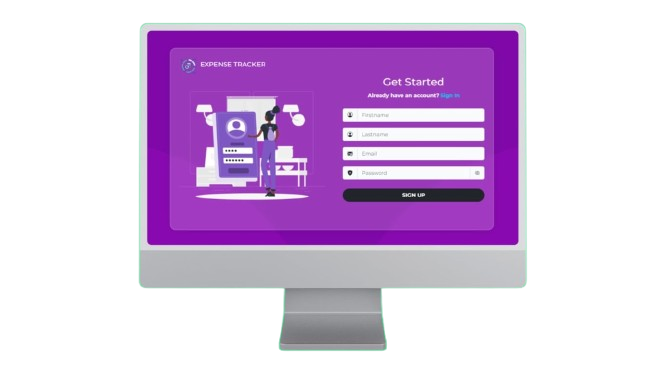 EXPENSE TRACKER
Get Started
Already have an account? Sign In
Firstname
Lastname
Email
Password
SIGN UP